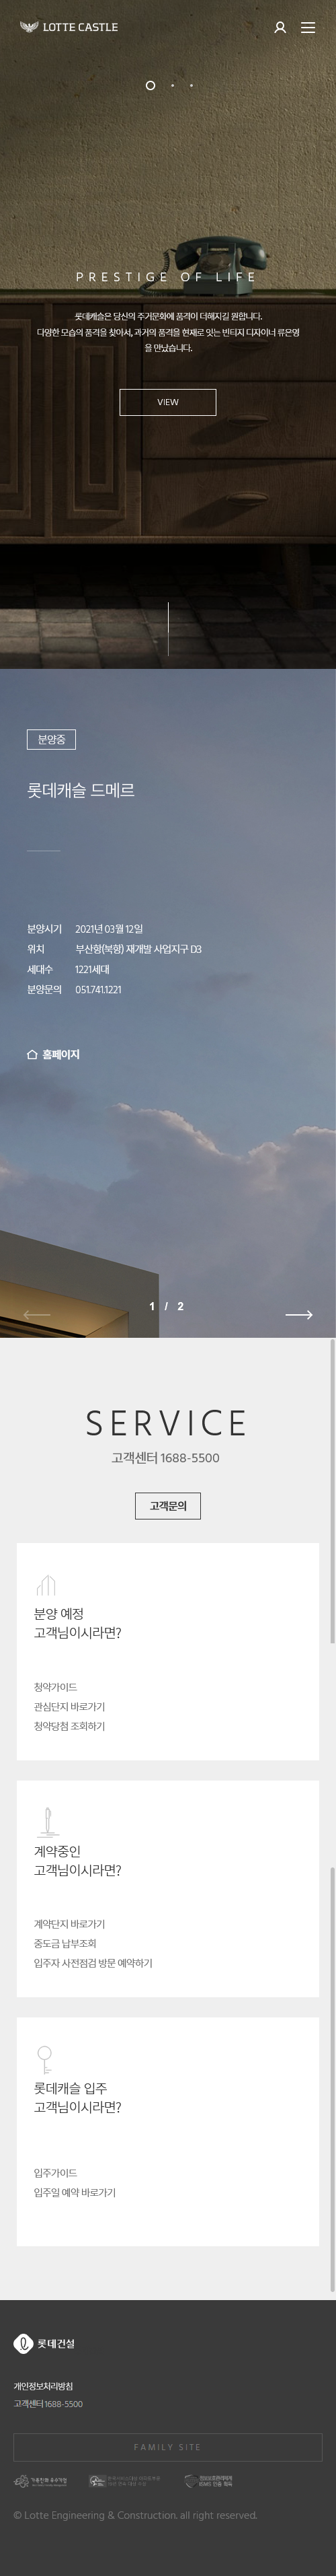 LOTTE CASTLE
PRESTIGE OF LIFE
롯데캐슬은 당신의 주거문화에 품격이 더해지길 원합니다.
다양한 모습의 품격을 찾아서, 과거의 품격을 현재로 잇는 빈티지 디자이너 류은영
을 만났습니다.
VIEW
분양중
롯데캐슬 드메르
분양시기 2021년 03월 12일
위치 부산항(북항) 재개발 사업지구 D3
세대수 1221세대
분양문의 051.741.1221
홈페이지
1 / 2
SERVICE
고객센터 1688-5500
고객문의
분양 예정
고객님이시라면?
청약가이드
관심단지 바로가기
청약당첨 조회하기
계약중인
고객님이시라면?
계약단지 바로가기
중도금 납부조회
입주자 사전점검 방문 예약하기
롯데캐슬 입주
고객님이시라면?
입주가이드
입주일 예약 바로가기
롯데건설
개인정보처리방침
고객센터 1688-5500
FAMILY SITE
가족친화 우수기업
© Lotte Engineering & Construction. all right reserved.